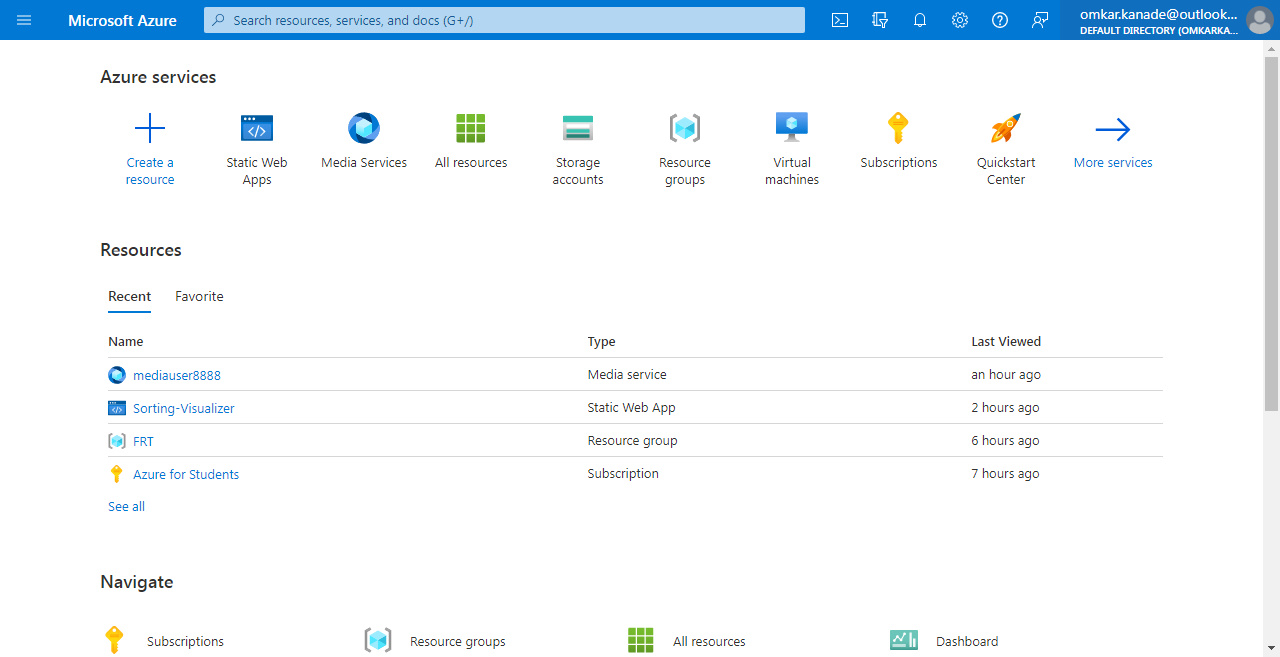 Microsoft Azure
Search resources, services, and docs (G+/)
omkar.kanade@outlook...
DEFAULT DIRECTORY (OMKARKA...
Azure services
Create a
resource
Static Web
Apps
Media Services
All resources
Storage
accounts
Resource
groups
Virtual
machines
Subscriptions
Quickstart
Center
More services
Resources
Recent
Favorite
Name Type Last Viewed
mediauser8888 Media service an hour ago
Sorting-Visualizer Static Web App 2 hours ago
FRT Resource group 6 hours ago
Azure for Students Subscription 7 hours ago
See all
Navigate
Subscriptions
Resource groups
All resources
Dashboard